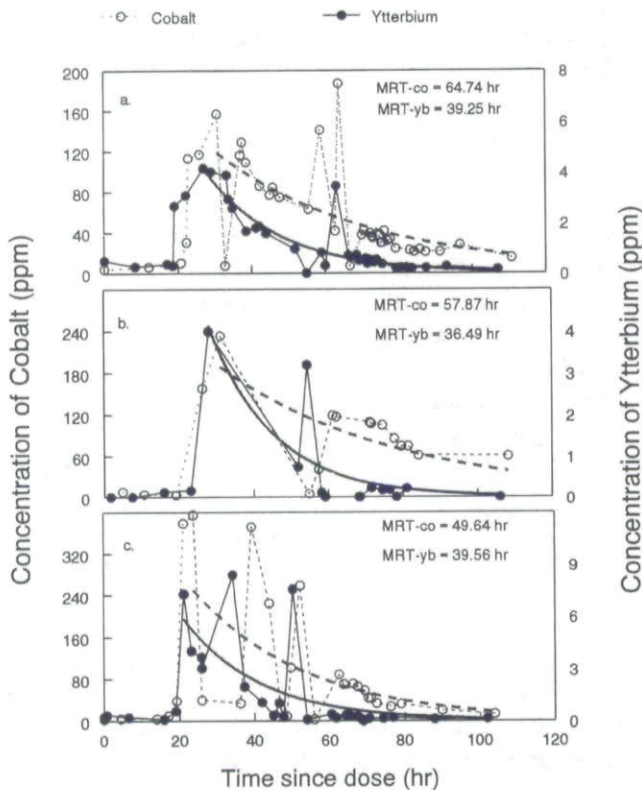 Cobalt
Ytterbium
Concentration of Cobalt (ppm)
Concentration of Ytterbium (ppm)
a.
MRT-co = 64.74 hr
MRT-yb = 39.25 hr
200
160
120
80
40
0
8
6
4
2
0
b.
MRT-co = 57.87 hr
MRT-yb = 36.49 hr
240
180
120
60
0
4
3
2
1
0
c.
MRT-co = 49.64 hr
MRT-yb = 39.56 hr
320
240
160
80
0
9
6
3
0
0 20 40 60 80 100 120
Time since dose (hr)